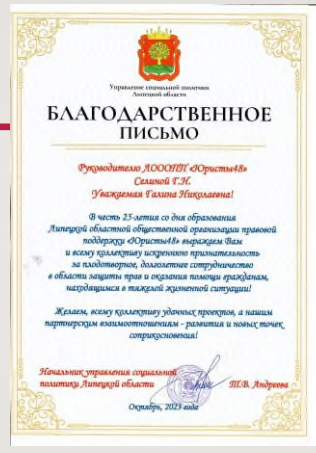 Управление социальной политики
Липецкой области
БЛАГОДАРСТВЕННОЕ
ПИСЬМО
Руководителю ЛОООПП «Юристы48»
Селиной Г.Н.
Уважаемая Галина Николаевна!
В честь 25-летия со дня образования
Липецкой областной общественной организации правовой
поддержки «Юристы48» выражаем Вам
и всему коллективу искреннюю признательность
за плодотворное, долголетнее сотрудничество
в области защиты прав и оказания помощи гражданам,
находящимся в тяжелой жизненной ситуации!
Желаем, всему коллективу удачных проектов, а нашим
партнерским взаимоотношениям - развития и новых точек
соприкосновения!
Начальник управления социальной
политики Липецкой области
Т.В. Андреева
Октябрь, 2023 года